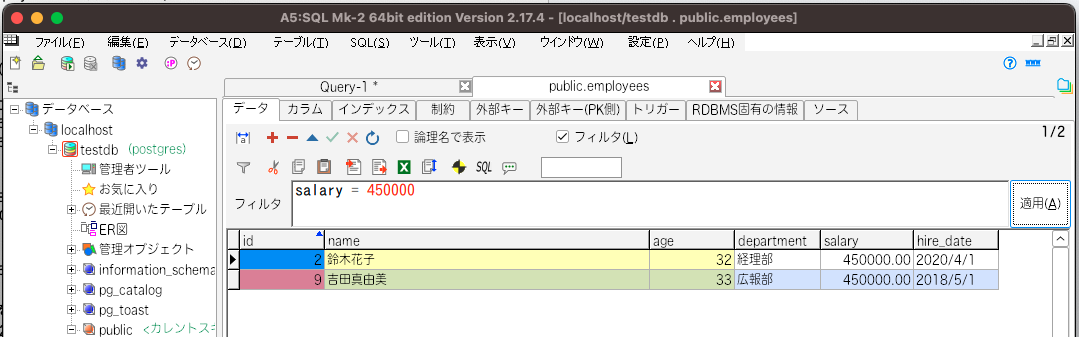 A5:SQL Mk-2 64bit edition Version 2.17.4 - [localhost/testdb . public.employees]
ファイル(F) 編集(E) データベース(D) テーブル(T) SQL(S) ツール(T) 表示(V) ウインドウ(W) 設定(P) ヘルプ(H)
:P
Query-1 * public.employees
データベース
localhost
testdb (postgres)
管理者ツール
お気に入り
最近開いたテーブル
ER図
管理オブジェクト
information_schema
pg_catalog
pg_toast
public <カレントスキ
データ カラム インデックス 制約 外部キー 外部キー(PK側) トリガー RDBMS固有の情報 ソース
論理名で表示 フィルタ(L) 1/2
SQL
フィルタ salary = 450000 適用(A)
id name age department salary hire_date
2 鈴木花子 32 経理部 450000.00 2020/4/1
9 吉田真由美 33 広報部 450000.00 2018/5/1